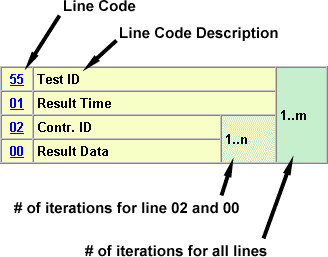 Line Code
Line Code Description
55 Test ID
01 Result Time
02 Contr. ID
00 Result Data
1..n
1..m
# of iterations for line 02 and 00
# of iterations for all lines